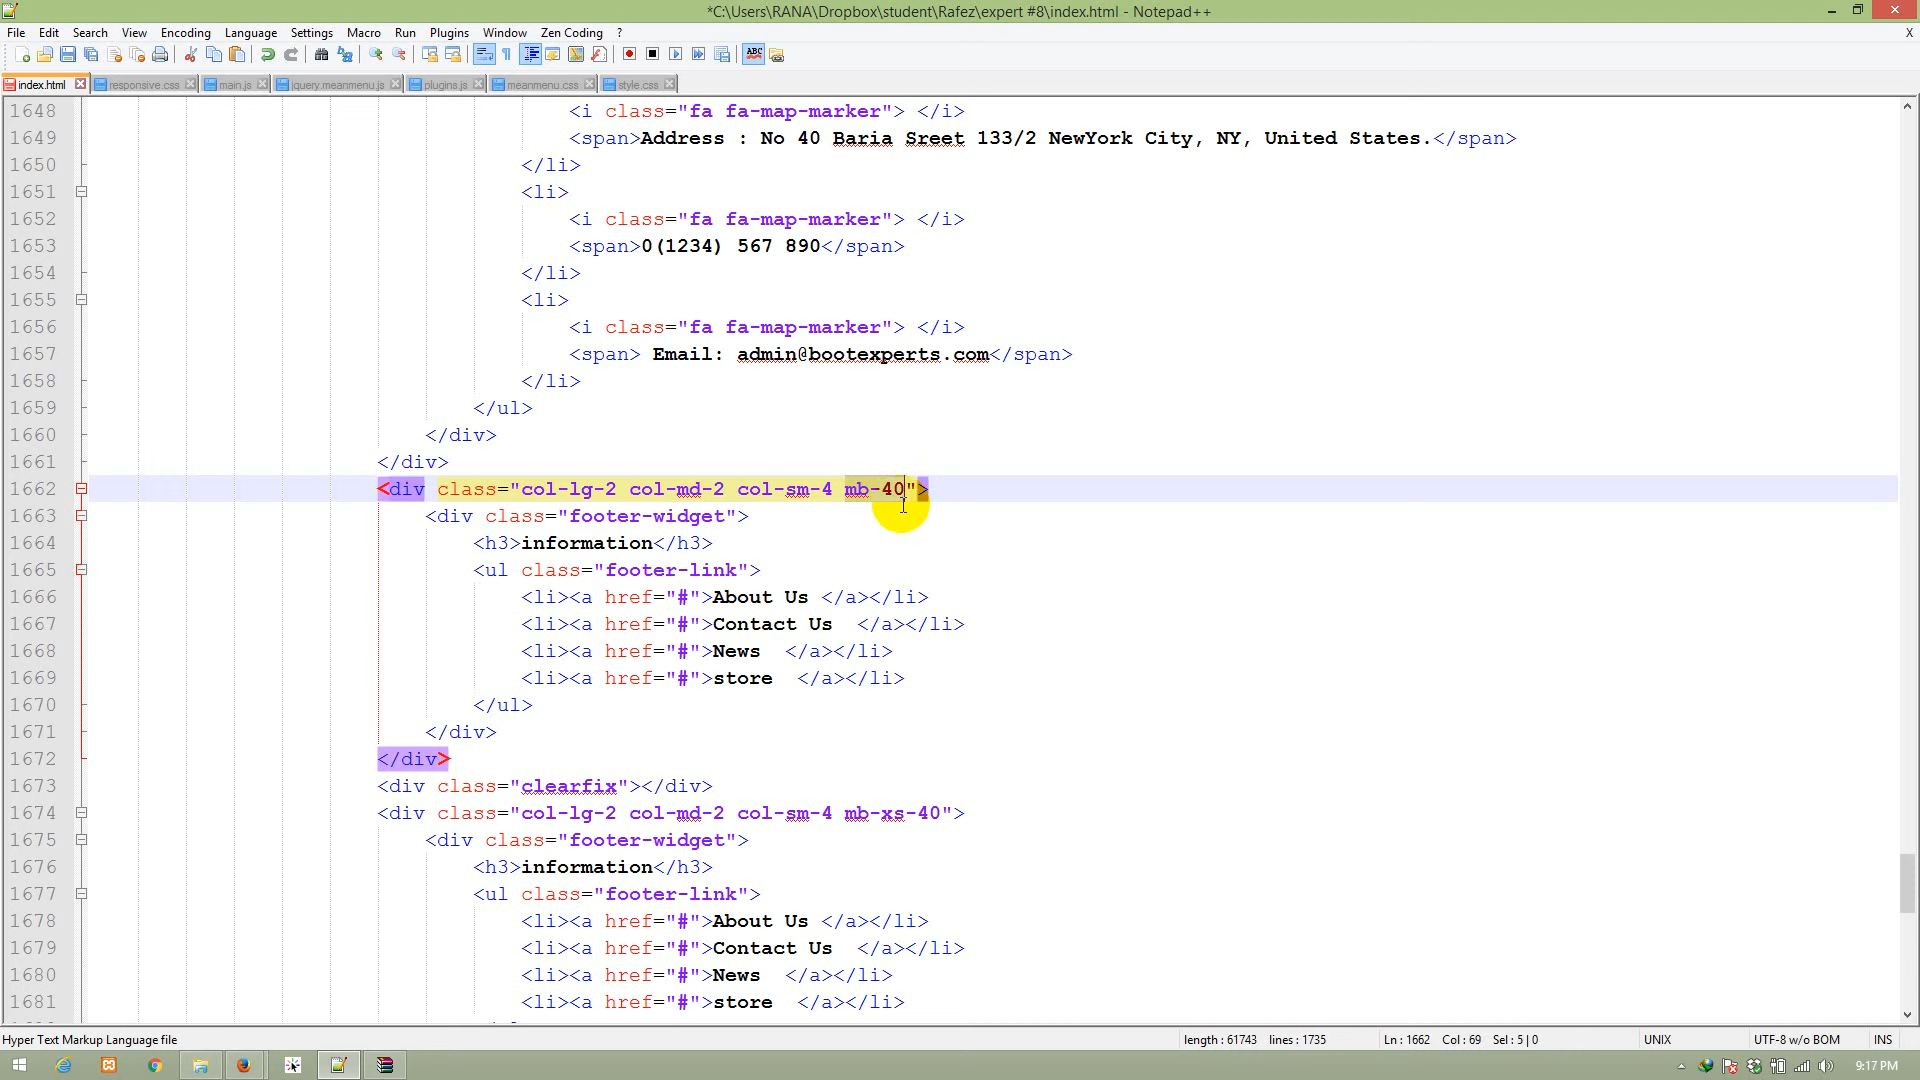 *C:\Users\RANA\Dropbox\student\Rafez\expert #8\index.html - Notepad++
File Edit Search View Encoding Language Settings Macro Run Plugins Window Zen Coding ? X
index.html responsive.css main.js jquery.meanmenu.js plugins.js meanmenu.css style.css
1648 <i class="fa fa-map-marker"> </i>
1649 <span>Address : No 40 Baria Sreet 133/2 NewYork City, NY, United States.</span>
1650 </li>
1651 <li>
1652 <i class="fa fa-map-marker"> </i>
1653 <span>0(1234) 567 890</span>
1654 </li>
1655 <li>
1656 <i class="fa fa-map-marker"> </i>
1657 <span> Email: admin@bootexperts.com</span>
1658 </li>
1659 </ul>
1660 </div>
1661 </div>
1662 <div class="col-lg-2 col-md-2 col-sm-4 mb-40">
1663 <div class="footer-widget">
1664 <h3>information</h3>
1665 <ul class="footer-link">
1666 <li><a href="#">About Us </a></li>
1667 <li><a href="#">Contact Us  </a></li>
1668 <li><a href="#">News  </a></li>
1669 <li><a href="#">store  </a></li>
1670 </ul>
1671 </div>
1672 </div>
1673 <div class="clearfix"></div>
1674 <div class="col-lg-2 col-md-2 col-sm-4 mb-xs-40">
1675 <div class="footer-widget">
1676 <h3>information</h3>
1677 <ul class="footer-link">
1678 <li><a href="#">About Us </a></li>
1679 <li><a href="#">Contact Us  </a></li>
1680 <li><a href="#">News  </a></li>
1681 <li><a href="#">store  </a></li>
Hyper Text Markup Language file length : 61743 lines : 1735 Ln : 1662 Col : 69 Sel : 5 | 0 UNIX UTF-8 w/o BOM INS
9:17 PM